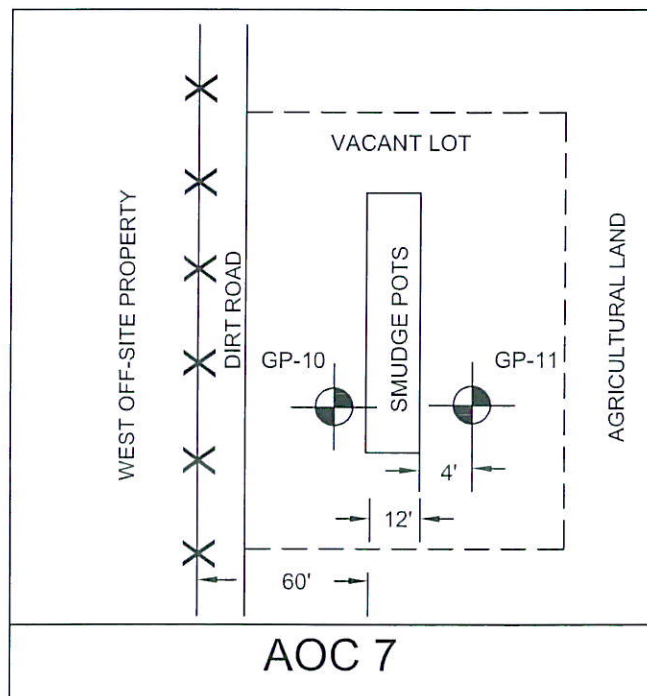 VACANT LOT
WEST OFF-SITE PROPERTY
DIRT ROAD
GP-10
SMUDGE POTS
GP-11
AGRICULTURAL LAND
4'
12'
60'
AOC 7